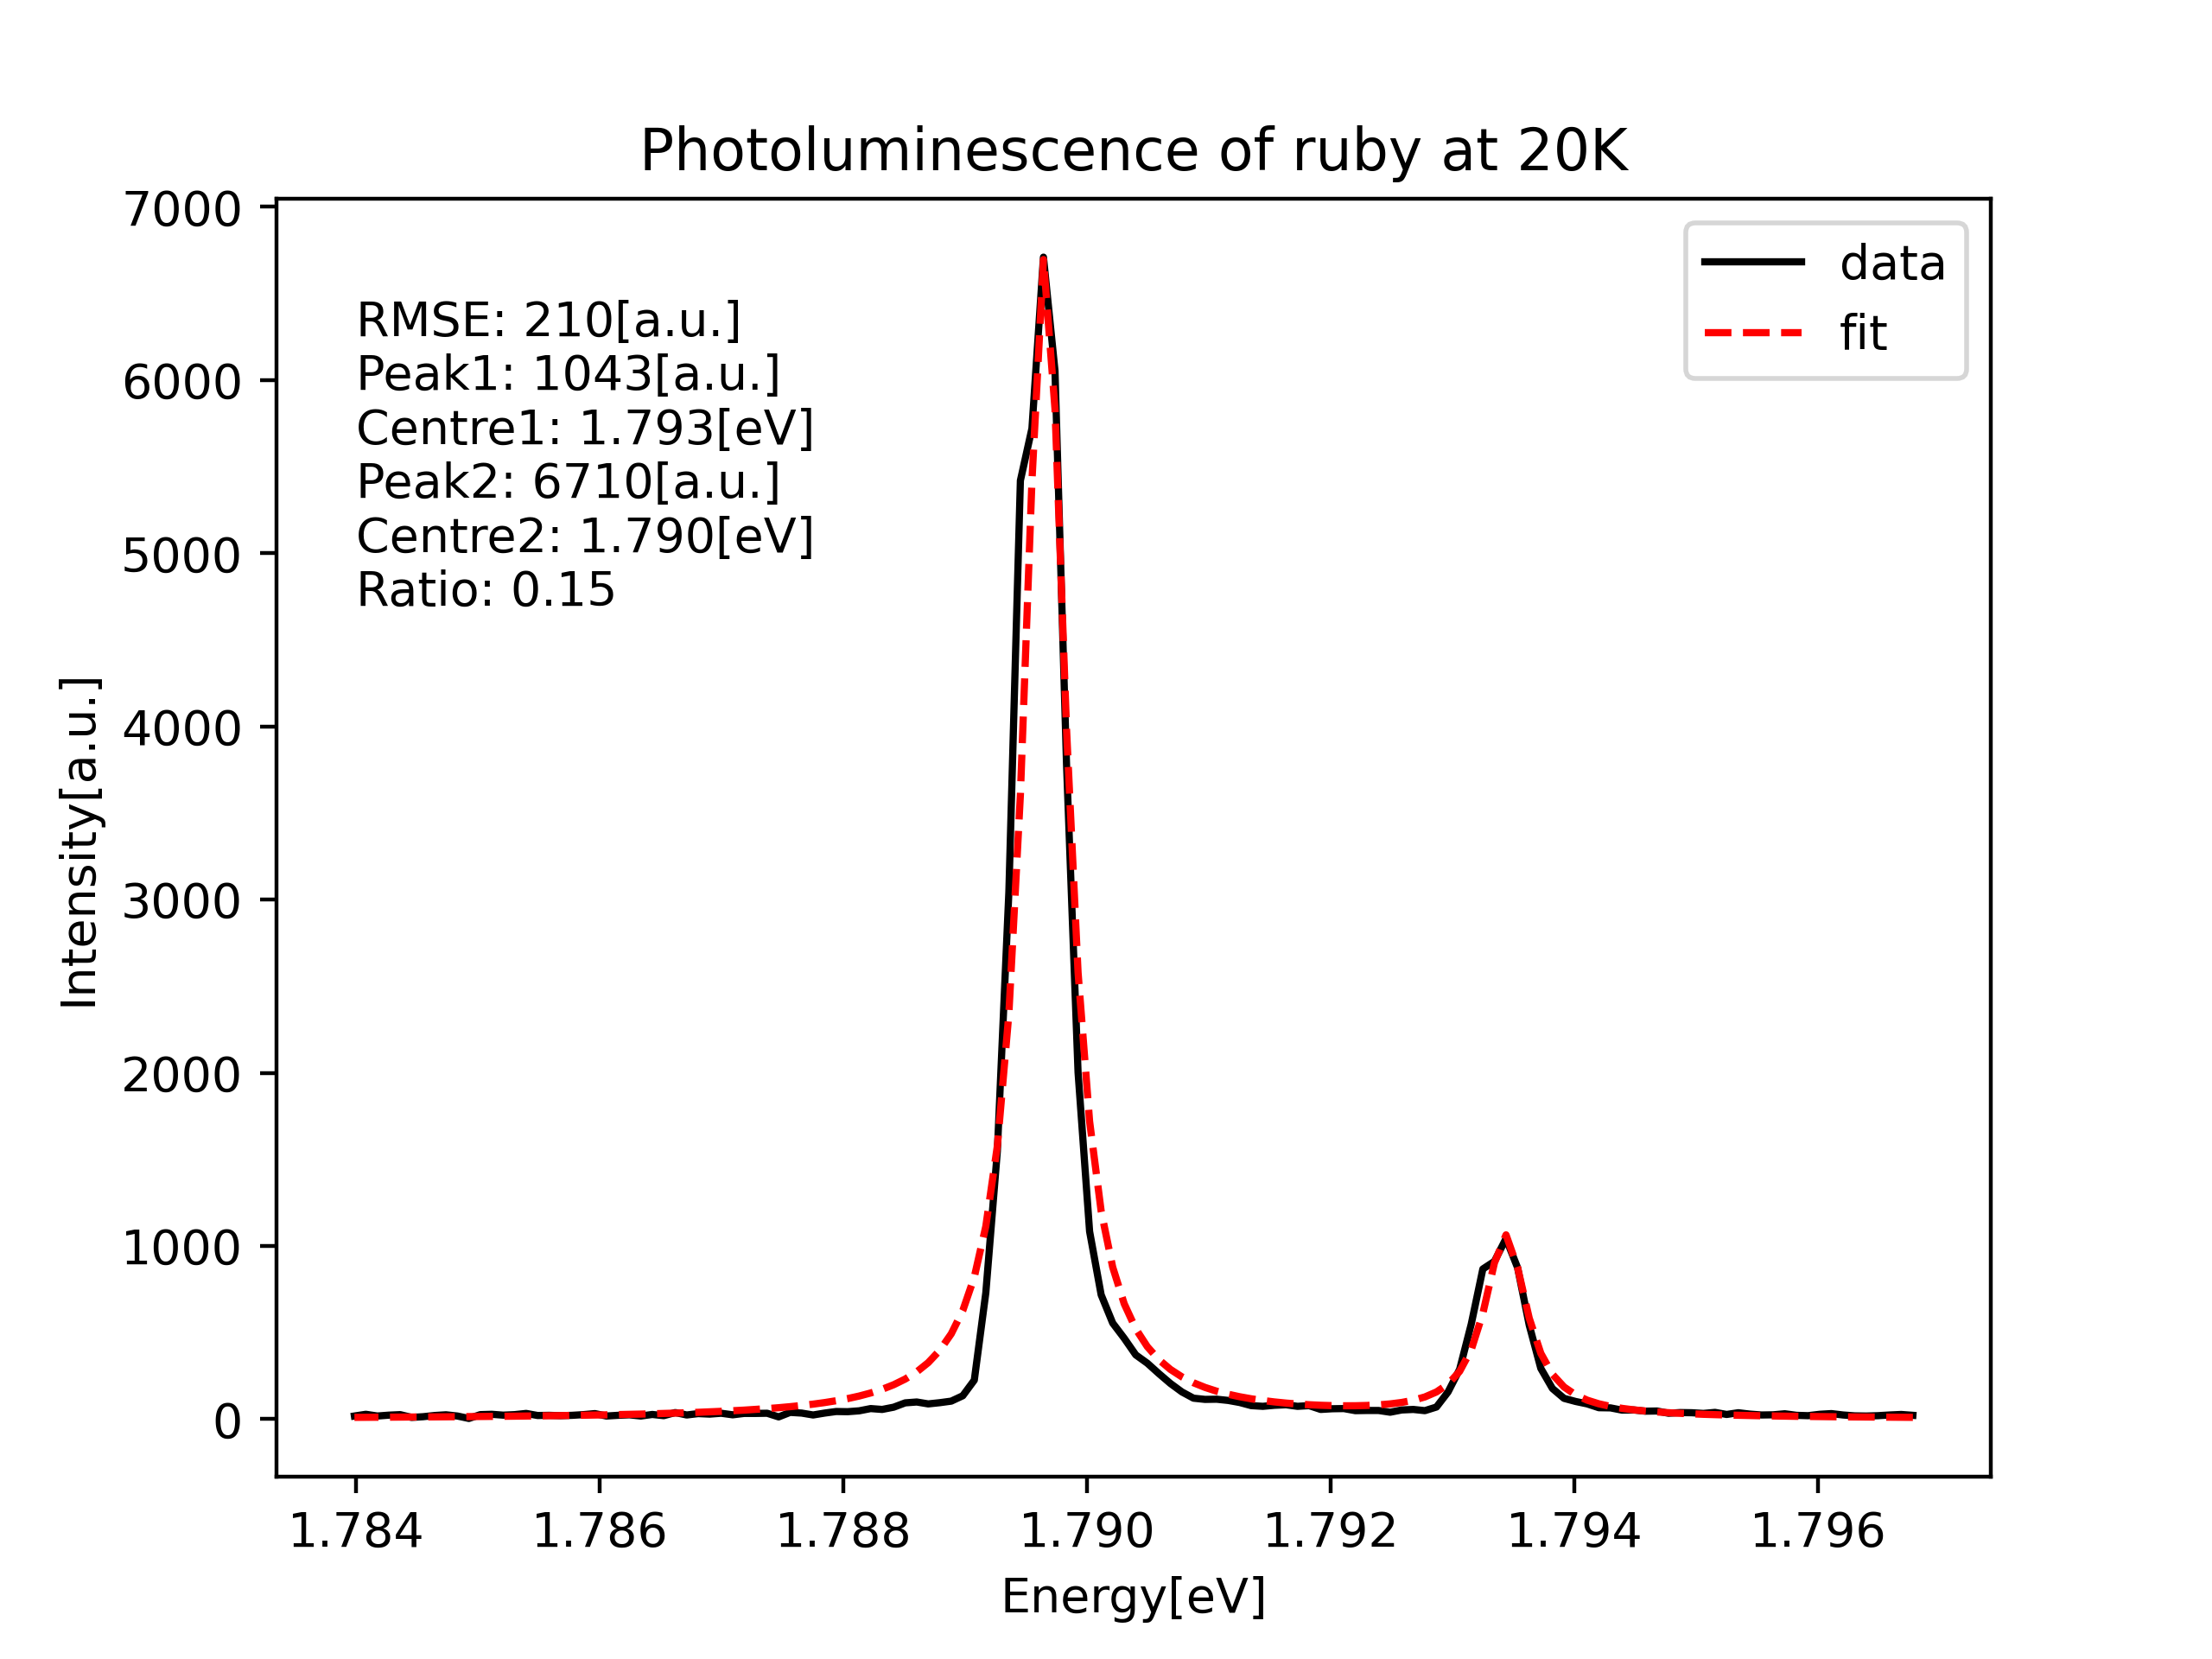 Photoluminescence of ruby at 20K
7000
6000
5000
4000
3000
2000
1000
0
Intensity[a.u.]
RMSE: 210[a.u.]
Peak1: 1043[a.u.]
Centre1: 1.793[eV]
Peak2: 6710[a.u.]
Centre2: 1.790[eV]
Ratio: 0.15
data
fit
1.784 1.786 1.788 1.790 1.792 1.794 1.796
Energy[eV]